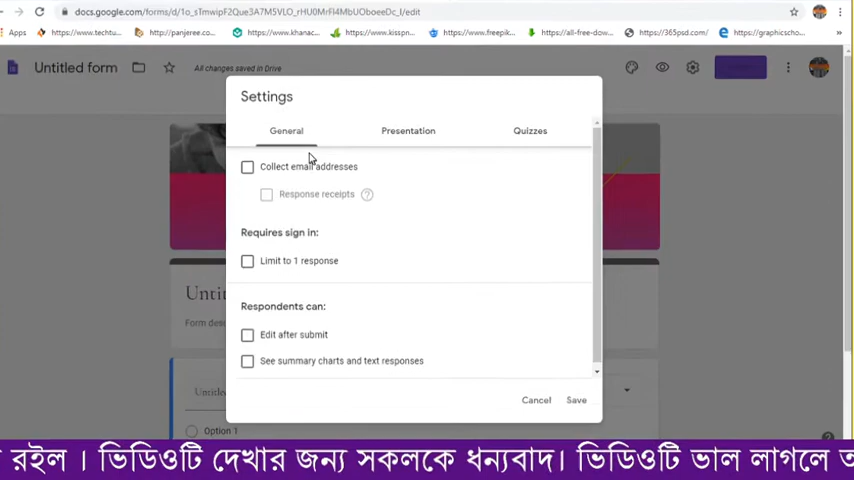 docs.google.com/forms/d/1o_sTmwipF2Que3A7M5VLO_rHU0MrFl4MbUOboeeDc_I/edit
Apps https://www.techtu... http://panjeree.co... https://www.khanac... https://www.kisspn... https://www.freepik... https://all-free-dow... https://365psd.com/ https://graphicscho...
Untitled form All changes saved in Drive
Settings
General Presentation Quizzes
Collect email addresses
Response receipts
Requires sign in:
Limit to 1 response
Respondents can:
Edit after submit
See summary charts and text responses
Cancel Save
Option 1
রইল । ভিডিওটি দেখার জন্য সকলকে ধন্যবাদ। ভিডিওটি ভাল লাগলে